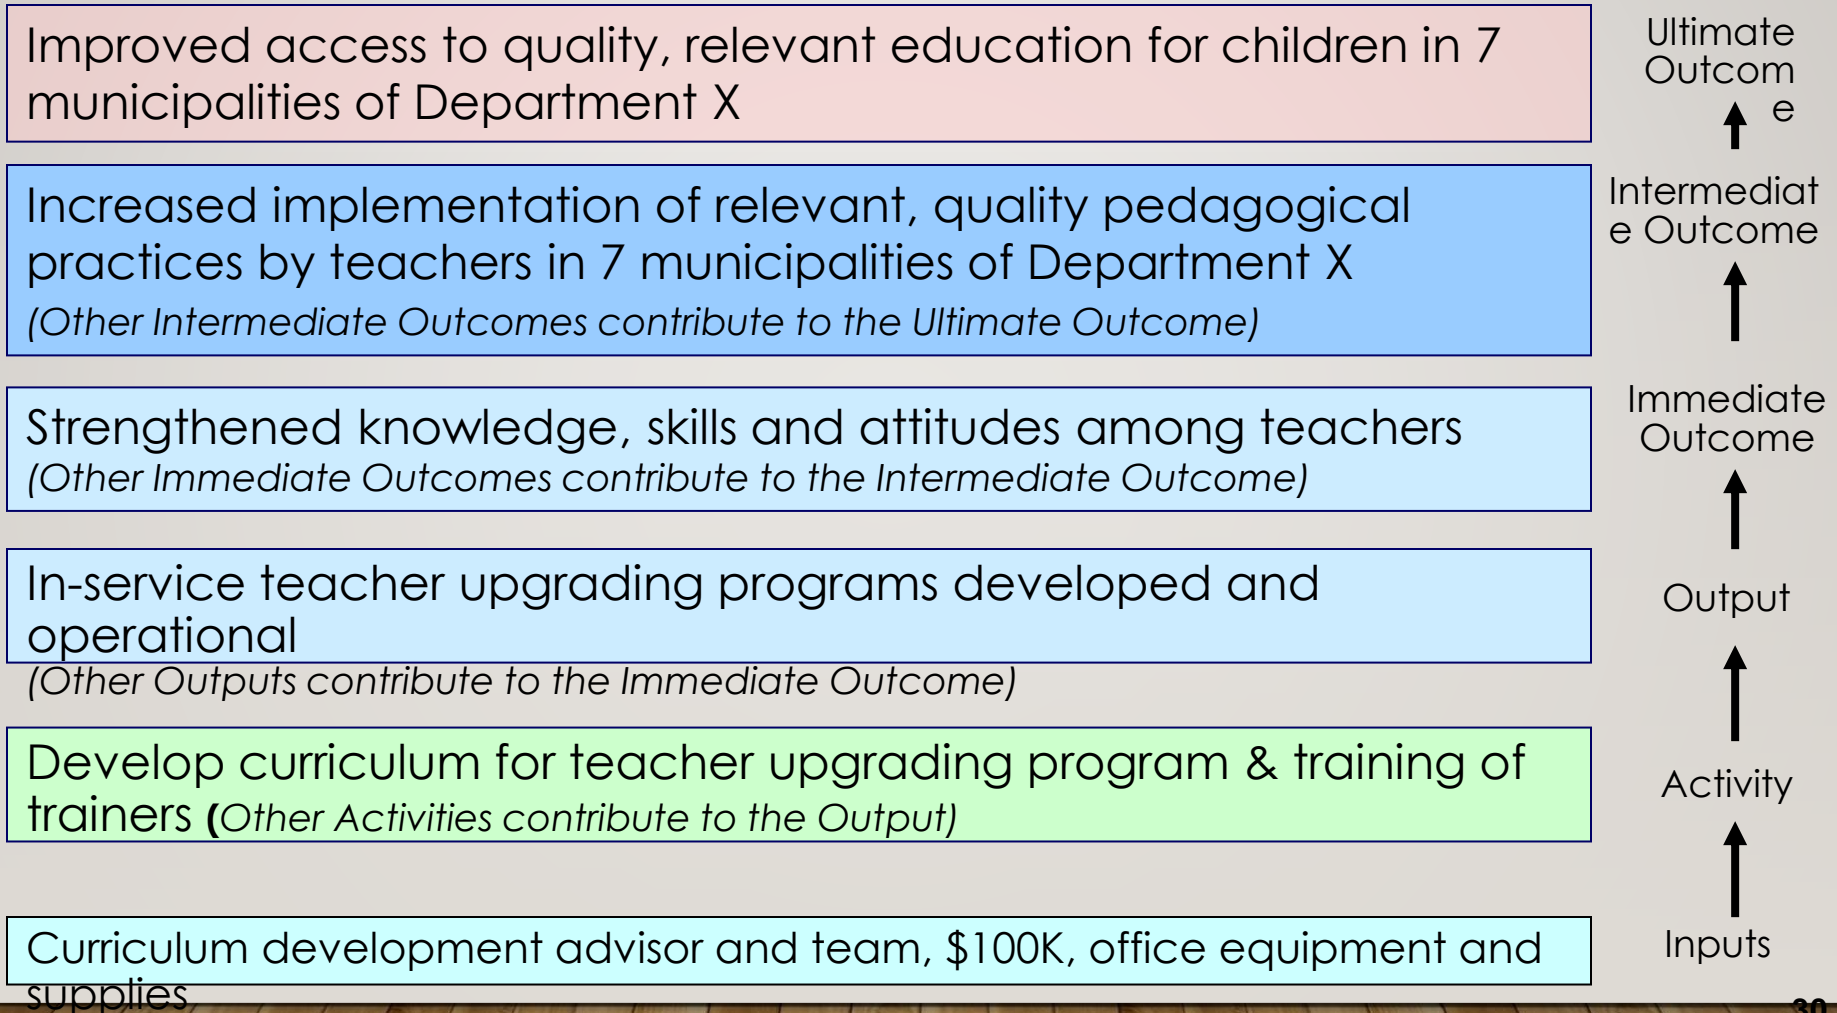 Improved access to quality, relevant education for children in 7
municipalities of Department X
Ultimate
Outcom
e
Increased implementation of relevant, quality pedagogical
practices by teachers in 7 municipalities of Department X
(Other Intermediate Outcomes contribute to the Ultimate Outcome)
Intermediat
e Outcome
Strengthened knowledge, skills and attitudes among teachers
(Other Immediate Outcomes contribute to the Intermediate Outcome)
Immediate
Outcome
In-service teacher upgrading programs developed and
operational
(Other Outputs contribute to the Immediate Outcome)
Output
Develop curriculum for teacher upgrading program & training of
trainers (Other Activities contribute to the Output)
Activity
Curriculum development advisor and team, $100K, office equipment and
supplies
Inputs
30